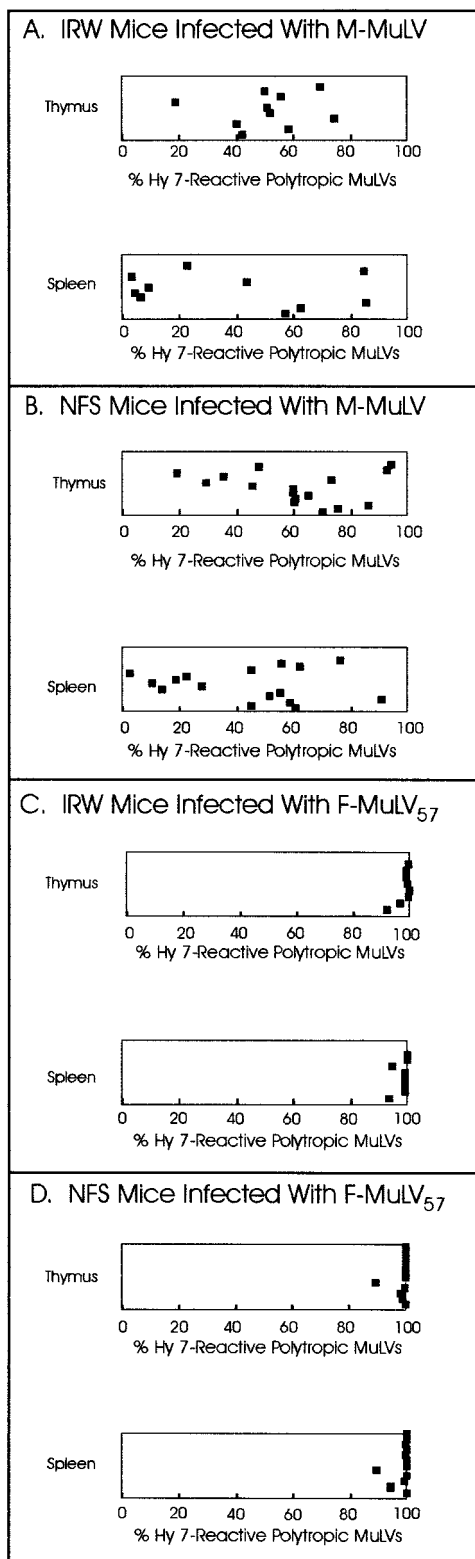 A. IRW Mice Infected With M-MuLV
Thymus
0 20 40 60 80 100
% Hy 7-Reactive Polytropic MuLVs
Spleen
0 20 40 60 80 100
% Hy 7-Reactive Polytropic MuLVs
B. NFS Mice Infected With M-MuLV
Thymus
0 20 40 60 80 100
% Hy 7-Reactive Polytropic MuLVs
Spleen
0 20 40 60 80 100
% Hy 7-Reactive Polytropic MuLVs
C. IRW Mice Infected With F-MuLV57
Thymus
0 20 40 60 80 100
% Hy 7-Reactive Polytropic MuLVs
Spleen
0 20 40 60 80 100
% Hy 7-Reactive Polytropic MuLVs
D. NFS Mice Infected With F-MuLV57
Thymus
0 20 40 60 80 100
% Hy 7-Reactive Polytropic MuLVs
Spleen
0 20 40 60 80 100
% Hy 7-Reactive Polytropic MuLVs